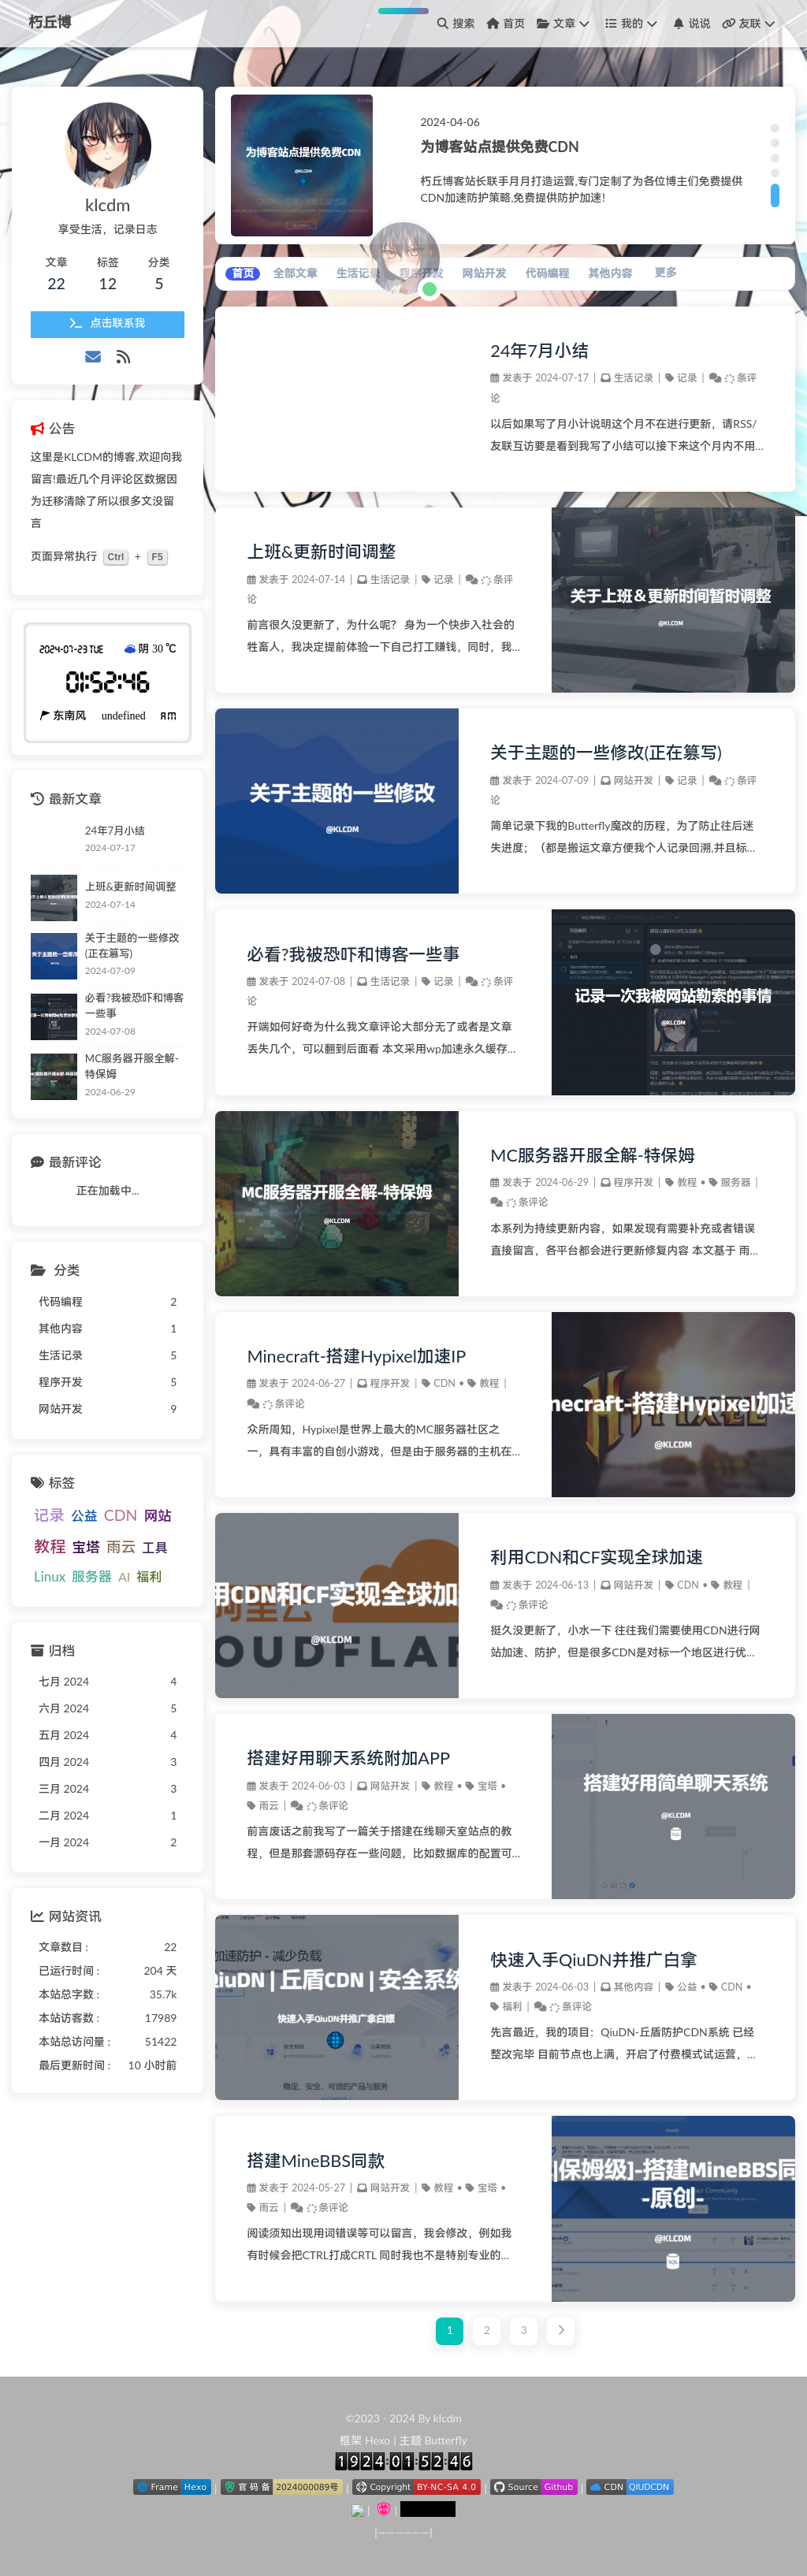 朽丘博
搜索 首页 文章 我的 说说 友联
klcdm
享受生活，记录日志
文章 标签 分类
22 12 5
点击联系我
公告
这里是KLCDM的博客,欢迎向我
留言!最近几个月评论区数据因
为迁移清除了所以很多文没留
言
页面异常执行 Ctrl + F5
2024-07-23 TUE 阴 30 ℃
01:52:46
东南风 undefined AM
最新文章
24年7月小结
2024-07-17
上班&更新时间调整
2024-07-14
关于主题的一些修改
(正在篡写)
2024-07-09
必看?我被恐吓和博客
一些事
2024-07-08
MC服务器开服全解-
特保姆
2024-06-29
最新评论
正在加载中...
分类
代码编程 2
其他内容 1
生活记录 5
程序开发 5
网站开发 9
标签
记录 公益 CDN 网站
教程 宝塔 雨云 工具
Linux 服务器 AI 福利
归档
七月 2024 4
六月 2024 5
五月 2024 4
四月 2024 3
三月 2024 3
二月 2024 1
一月 2024 2
网站资讯
文章数目 : 22
已运行时间 : 204 天
本站总字数 : 35.7k
本站访客数 : 17989
本站总访问量 : 51422
最后更新时间 : 10 小时前
为博客站点提供免费CDN
@KLCDM
2024-04-06
为博客站点提供免费CDN
朽丘博客站长联手月月打造运营,专门定制了为各位博主们免费提供
CDN加速防护策略,免费提供防护加速!
首页 全部文章 生活记录 程序开发 网站开发 代码编程 其他内容 更多
24年7月小结
发表于 2024-07-17 | 生活记录 | 记录 | 条评
论
以后如果写了月小计说明这个月不在进行更新，请RSS/
友联互访要是看到我写了小结可以接下来这个月内不用...
上班&更新时间调整
发表于 2024-07-14 | 生活记录 | 记录 | 条评
论
前言很久没更新了，为什么呢？ 身为一个快步入社会的
牲畜人，我决定提前体验一下自己打工赚钱，同时，我...
关于上班&更新时间暂时调整
@KLCDM
关于主题的一些修改
@KLCDM
关于主题的一些修改(正在篡写)
发表于 2024-07-09 | 网站开发 | 记录 | 条评
论
简单记录下我的Butterfly魔改的历程，为了防止往后迷
失进度；（都是搬运文章方便我个人记录回溯,并且标...
必看?我被恐吓和博客一些事
发表于 2024-07-08 | 生活记录 | 记录 | 条评
论
开端如何好奇为什么我文章评论大部分无了或者是文章
丢失几个，可以翻到后面看 本文采用wp加速永久缓存...
记录一次我被网站勒索的事情
@KLCDM
MC服务器开服全解-特保姆
@KLCDM
MC服务器开服全解-特保姆
发表于 2024-06-29 | 程序开发 | 教程 • 服务器 |
条评论
本系列为持续更新内容，如果发现有需要补充或者错误
直接留言，各平台都会进行更新修复内容 本文基于 雨...
Minecraft-搭建Hypixel加速IP
发表于 2024-06-27 | 程序开发 | CDN • 教程 |
条评论
众所周知，Hypixel是世界上最大的MC服务器社区之
一，具有丰富的自创小游戏，但是由于服务器的主机在...
necraft-搭建Hypixel加速
@KLCDM
用CDN和CF实现全球加
@KLCDM
阿里云
OUDFLAR
利用CDN和CF实现全球加速
发表于 2024-06-13 | 网站开发 | CDN • 教程 |
条评论
挺久没更新了，小水一下 往往我们需要使用CDN进行网
站加速、防护，但是很多CDN是对标一个地区进行优...
搭建好用聊天系统附加APP
发表于 2024-06-03 | 网站开发 | 教程 • 宝塔 •
雨云 | 条评论
前言废话之前我写了一篇关于搭建在线聊天室站点的教
程，但是那套源码存在一些问题，比如数据库的配置可...
搭建好用简单聊天系统
@KLCDM
加速防护 - 减少负载
QiuDN | 丘盾CDN | 安全系统
快速入手QiuDN并推广拿白嫖
稳定、安全、可信的产品与服务
快速入手QiuDN并推广白拿
发表于 2024-06-03 | 其他内容 | 公益 • CDN •
福利 | 条评论
先言最近，我的项目：QiuDN-丘盾防护CDN系统 已经
整改完毕 目前节点也上满，开启了付费模式试运营，...
搭建MineBBS同款
发表于 2024-05-27 | 网站开发 | 教程 • 宝塔 •
雨云 | 条评论
阅读须知出现用词错误等可以留言，我会修改，例如我
有时候会把CTRL打成CRTL 同时我也不是特别专业的...
[保姆级]-搭建MineBBS同
-原创-
@KLCDM
1 2 3
©2023 - 2024 By klcdm
框架 Hexo | 主题 Butterfly
1924:01:52:46
Frame Hexo | 官码备 2024000089号 | Copyright BY-NC-SA 4.0 | Source Github | CDN QIUDCDN
|——————|